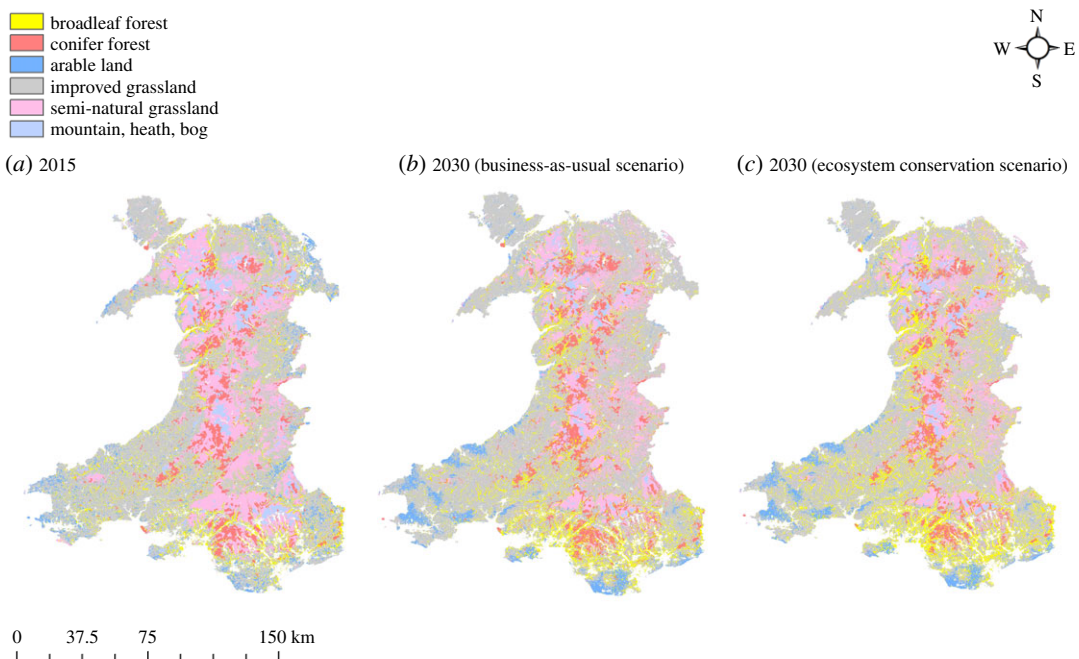 broadleaf forest
conifer forest
arable land
improved grassland
semi-natural grassland
mountain, heath, bog
N
W E
S
(a) 2015
(b) 2030 (business-as-usual scenario)
(c) 2030 (ecosystem conservation scenario)
0 37.5 75 150 km